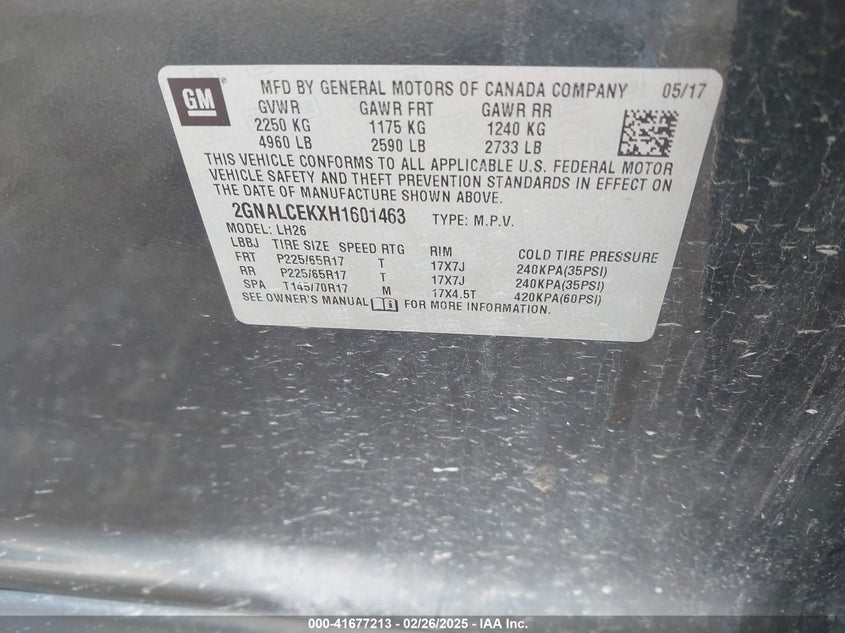 GM
MFD BY GENERAL MOTORS OF CANADA COMPANY 05/17
GVWR GAWR FRT GAWR RR
2250 KG 1175 KG 1240 KG
4960 LB 2590 LB 2733 LB
THIS VEHICLE CONFORMS TO ALL APPLICABLE U.S. FEDERAL MOTOR
VEHICLE SAFETY AND THEFT PREVENTION STANDARDS IN EFFECT ON
THE DATE OF MANUFACTURE SHOWN ABOVE.
2GNALCEKXH1601463 TYPE: M.P.V.
MODEL: LH26
LBBJ TIRE SIZE SPEED RTG RIM COLD TIRE PRESSURE
FRT P225/65R17 T 17X7J 240KPA(35PSI)
RR P225/65R17 T 17X7J 240KPA(35PSI)
SPA T145/70R17 M 17X4.5T 420KPA(60PSI)
SEE OWNER'S MANUAL FOR MORE INFORMATION.
000-41677213 - 02/26/2025 - IAA Inc.